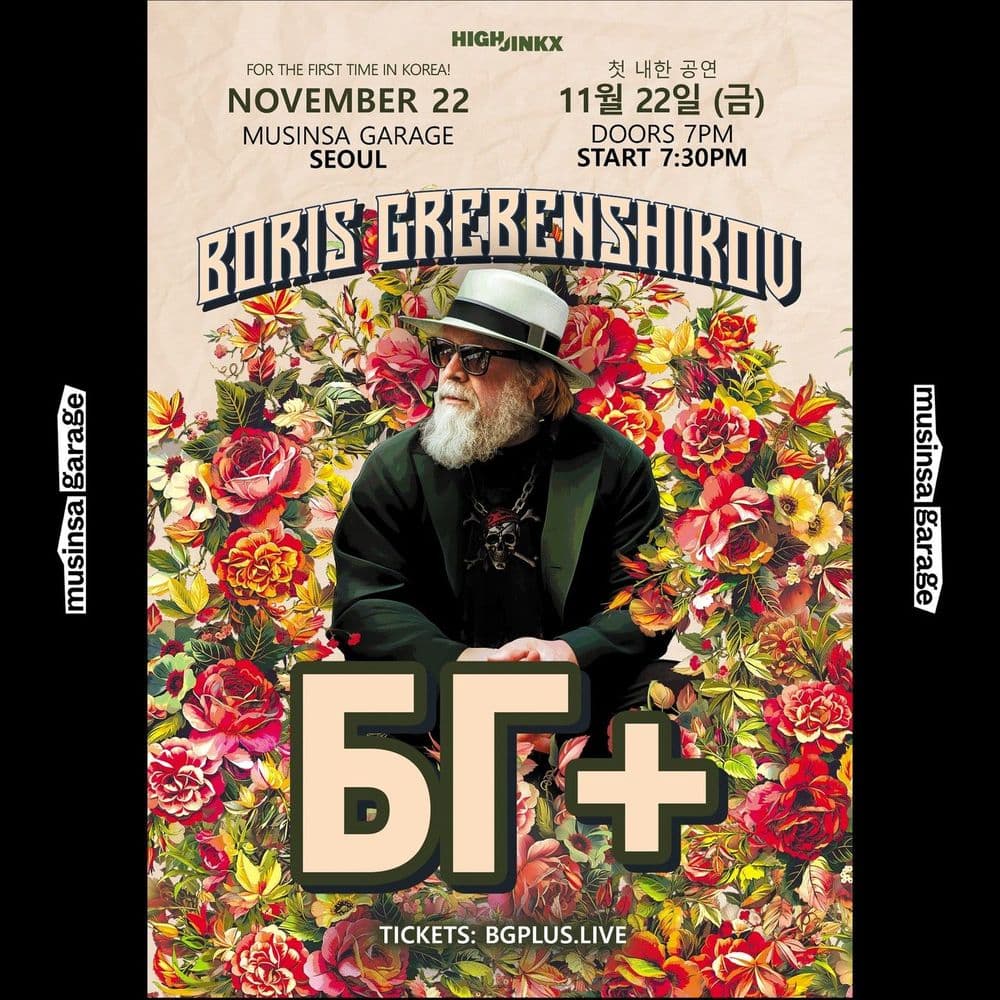 HIGHJINKX
FOR THE FIRST TIME IN KOREA!
NOVEMBER 22
MUSINSA GARAGE
SEOUL
첫 내한 공연
11월 22일 (금)
DOORS 7PM
START 7:30PM
BORIS GREBENSHIKOV
musinsa garage
musinsa garage
БГ+
TICKETS: BGPLUS.LIVE